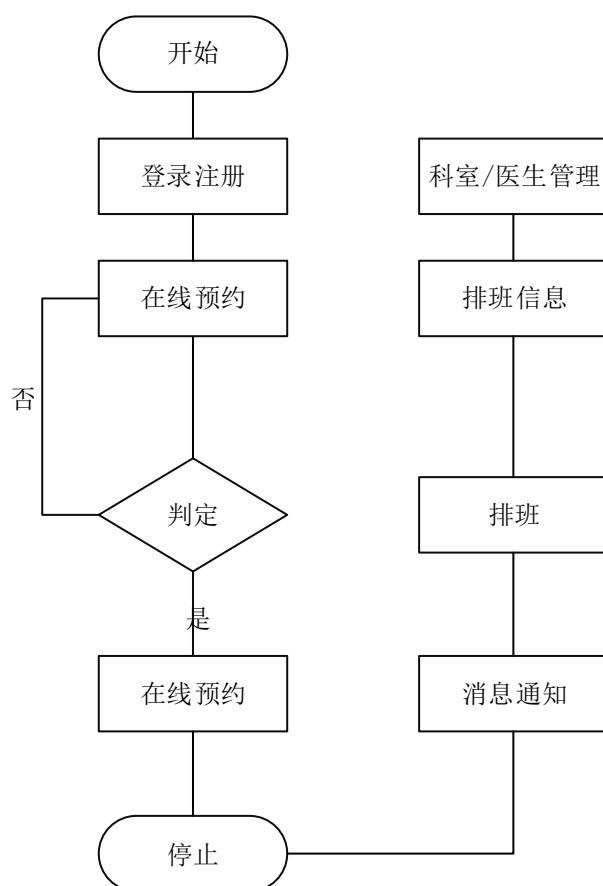 开始
登录注册
在线预约
否
判定
是
在线预约
停止
科室/医生管理
排班信息
排班
消息通知